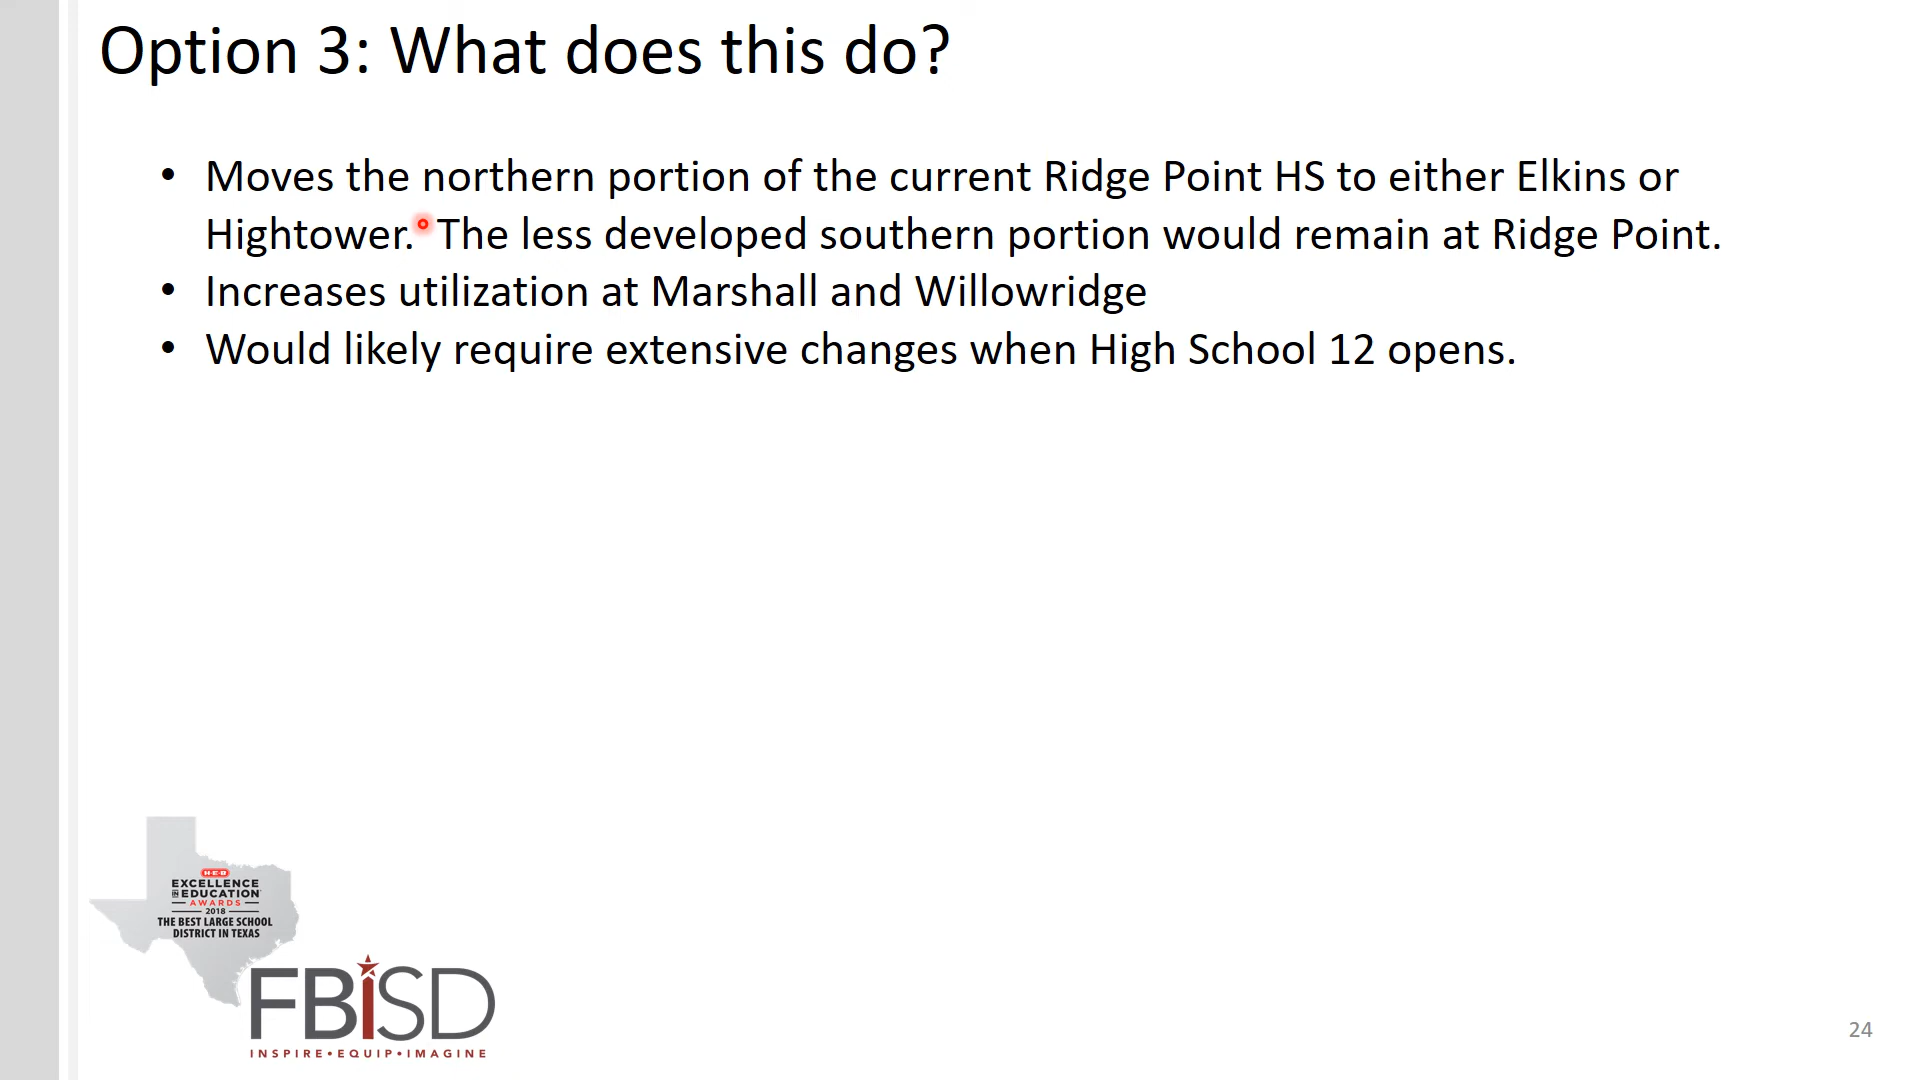 Option 3: What does this do?
• Moves the northern portion of the current Ridge Point HS to either Elkins or
Hightower. The less developed southern portion would remain at Ridge Point.
• Increases utilization at Marshall and Willowridge
• Would likely require extensive changes when High School 12 opens.
H-E-B
EXCELLENCE
IN EDUCATION
AWARDS
2018
THE BEST LARGE SCHOOL
DISTRICT IN TEXAS
FBiSD
INSPIRE•EQUIP•IMAGINE
24